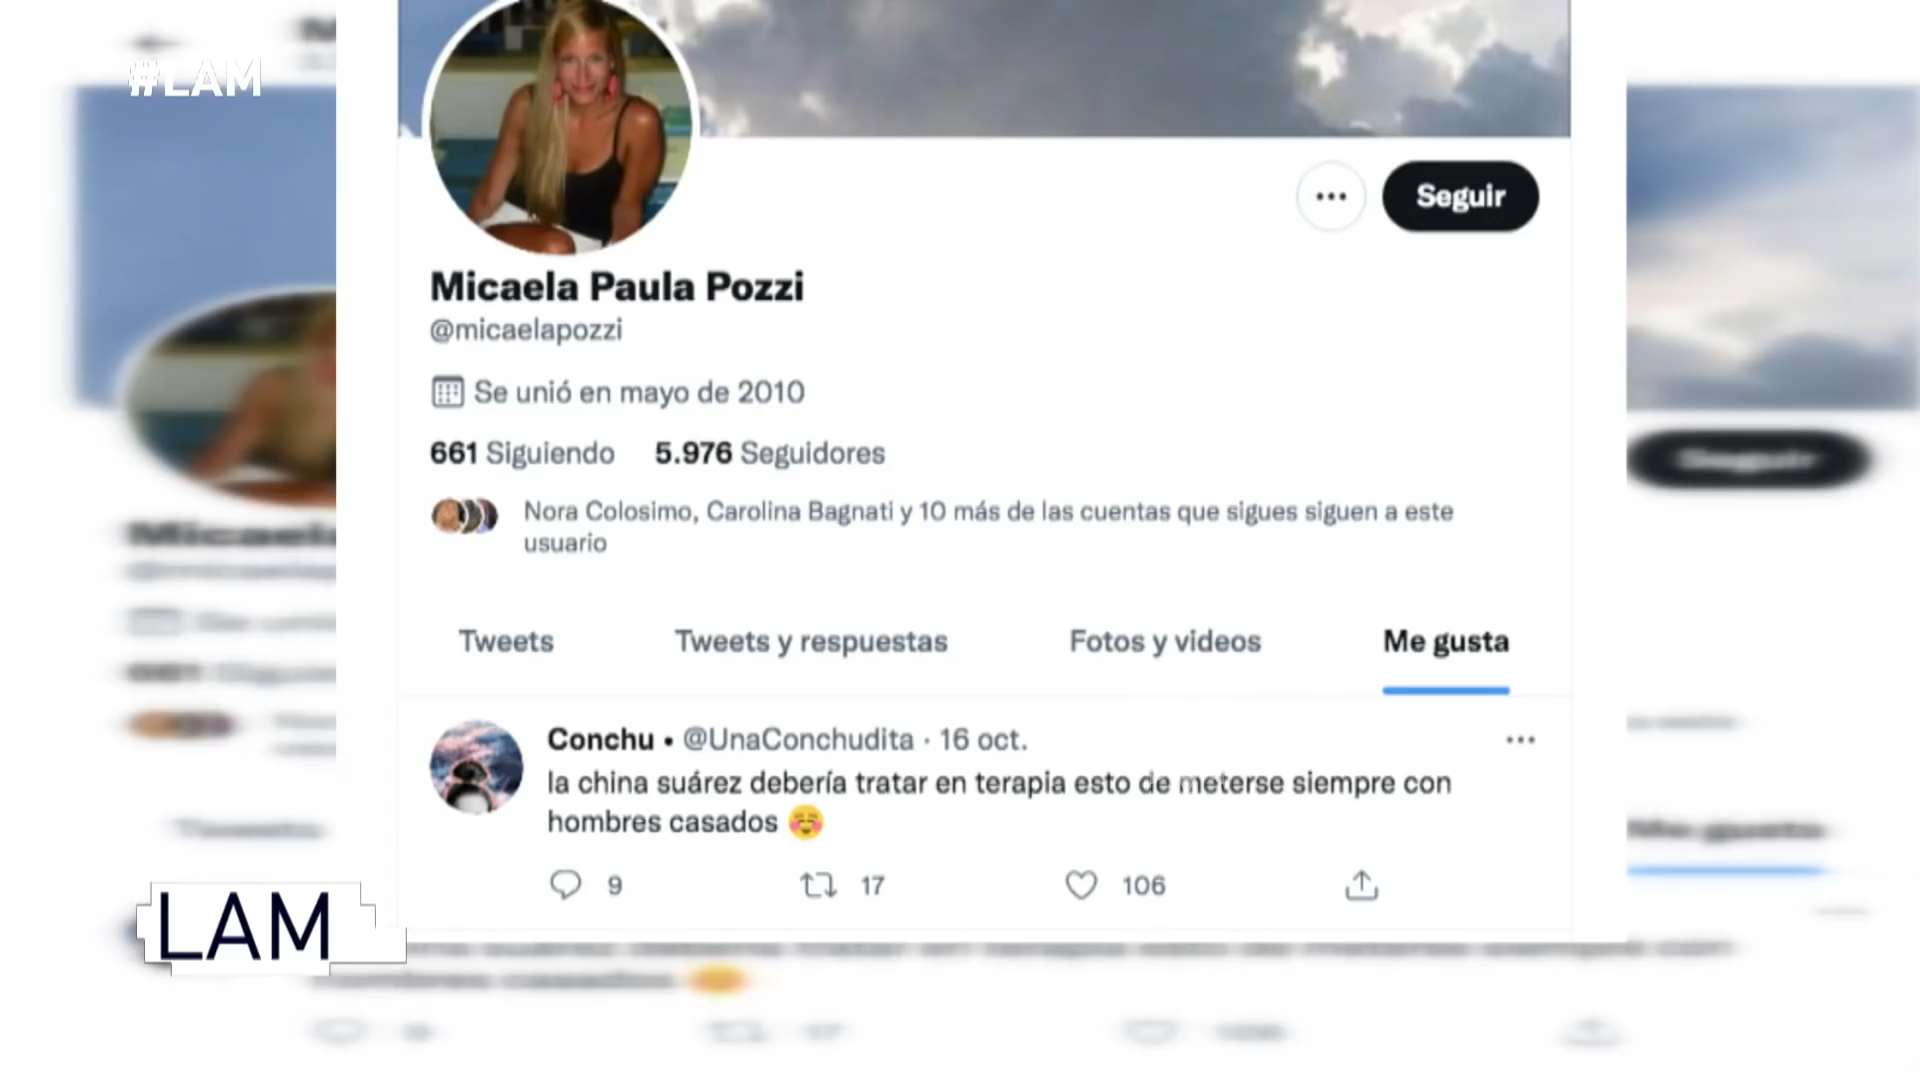 #LAM
Seguir
Micaela Paula Pozzi
@micaelapozzi
Se unió en mayo de 2010
661 Siguiendo 5.976 Seguidores
Nora Colosimo, Carolina Bagnati y 10 más de las cuentas que sigues siguen a este
usuario
Tweets Tweets y respuestas Fotos y videos Me gusta
Conchu • @UnaConchudita · 16 oct.
la china suárez debería tratar en terapia esto de meterse siempre con
hombres casados ☺️
9 17 106
LAM